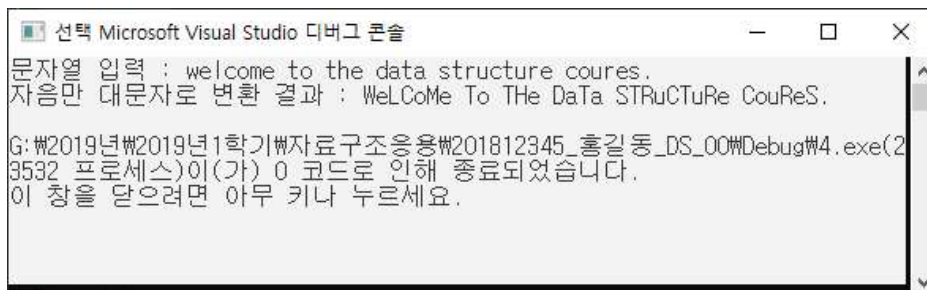 선택 Microsoft Visual Studio 디버그 콘솔
문자열 입력 : welcome to the data structure coures.
자음만 대문자로 변환 결과 : WeLCoMe To THe DaTa STRuCTuRe CouReS.
G:₩2019년₩2019년1학기₩자료구조응용₩201812345_홍길동_DS_00₩Debug₩4.exe(2
3532 프로세스)이(가) 0 코드로 인해 종료되었습니다.
이 창을 닫으려면 아무 키나 누르세요.